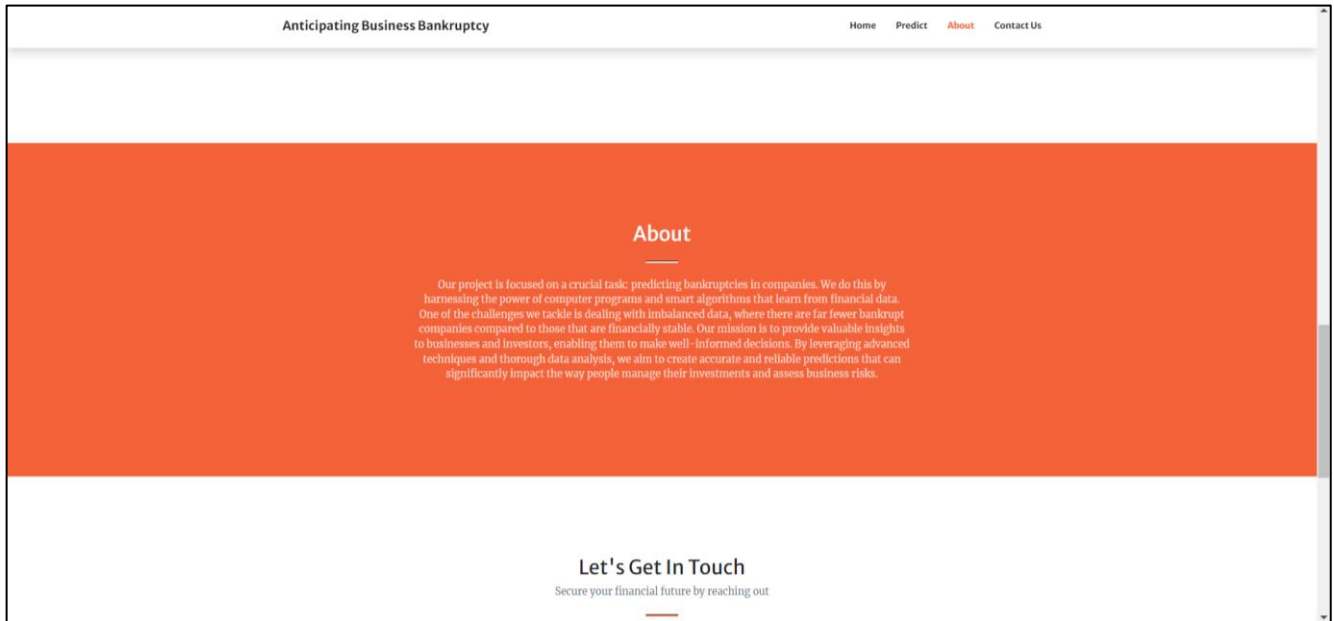 Anticipating Business Bankruptcy
Home Predict About Contact Us
About
Our project is focused on a crucial task: predicting bankruptcies in companies. We do this by
harnessing the power of computer programs and smart algorithms that learn from financial data.
One of the challenges we tackle is dealing with imbalanced data, where there are far fewer bankrupt
companies compared to those that are financially stable. Our mission is to provide valuable insights
to businesses and investors, enabling them to make well-informed decisions. By leveraging advanced
techniques and thorough data analysis, we aim to create accurate and reliable predictions that can
significantly impact the way people manage their investments and assess business risks.
Let's Get In Touch
Secure your financial future by reaching out